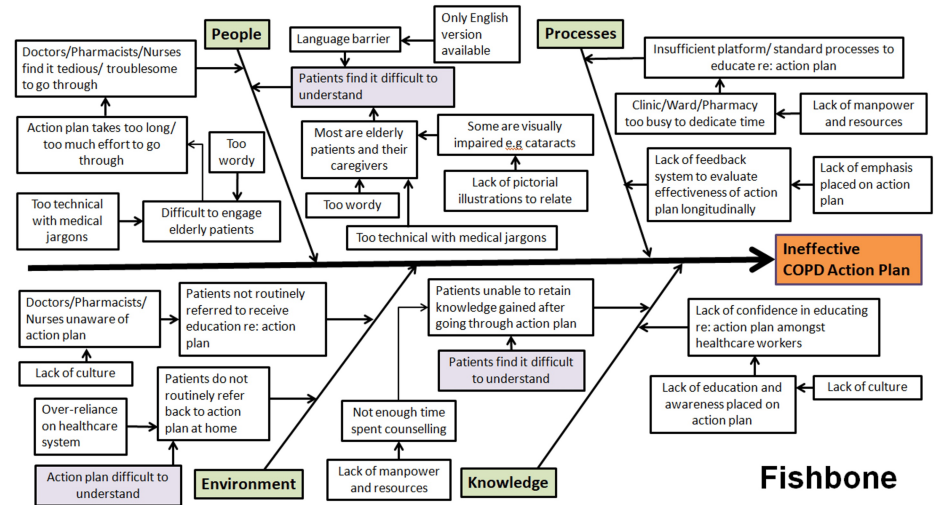 People
Doctors/Pharmacists/Nurses
find it tedious/ troublesome
to go through
Action plan takes too long/
too much effort to go
through
Too
wordy
Too technical
with medical
jargons
Difficult to engage
elderly patients
Language barrier
Only English
version
available
Patients find it difficult to
understand
Most are elderly
patients and their
caregivers
Some are visually
impaired e.g cataracts
Lack of pictorial
illustrations to relate
Too wordy
Too technical with medical jargons
Processes
Insufficient platform/ standard processes to
educate re: action plan
Clinic/Ward/Pharmacy
too busy to dedicate time
Lack of manpower
and resources
Lack of feedback
system to evaluate
effectiveness of action
plan longitudinally
Lack of emphasis
placed on action
plan
Ineffective
COPD Action Plan
Doctors/Pharmacists/
Nurses unaware of
action plan
Lack of culture
Patients not routinely
referred to receive
education re: action
plan
Patients do not
routinely refer
back to action
plan at home
Over-reliance
on healthcare
system
Action plan difficult to
understand
Environment
Patients unable to retain
knowledge gained after
going through action plan
Patients find it difficult
to understand
Not enough time
spent counselling
Lack of manpower
and resources
Knowledge
Lack of confidence in educating
re: action plan amongst
healthcare workers
Lack of education and
awareness placed on
action plan
Lack of culture
Fishbone